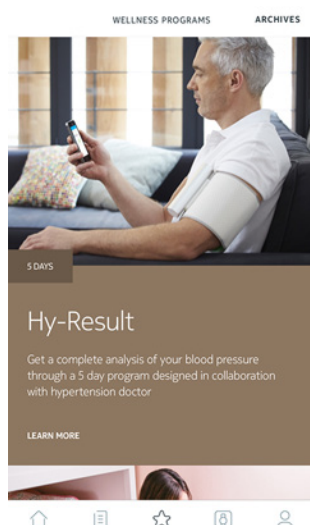 WELLNESS PROGRAMS ARCHIVES
5 DAYS
Hy-Result
Get a complete analysis of your blood pressure
through a 5 day program designed in collaboration
with hypertension doctor
LEARN MORE